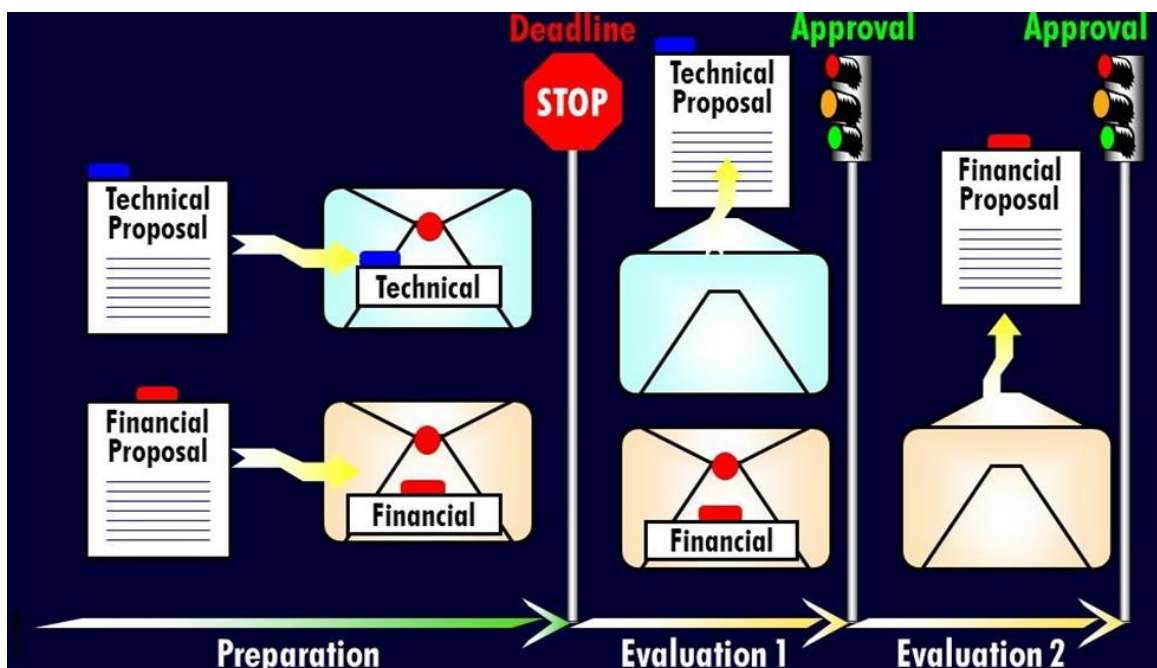 Deadline
Approval
Approval
STOP
Technical
Proposal
Technical
Proposal
Technical
Financial
Proposal
Financial
Proposal
Financial
Financial
Preparation
Evaluation 1
Evaluation 2